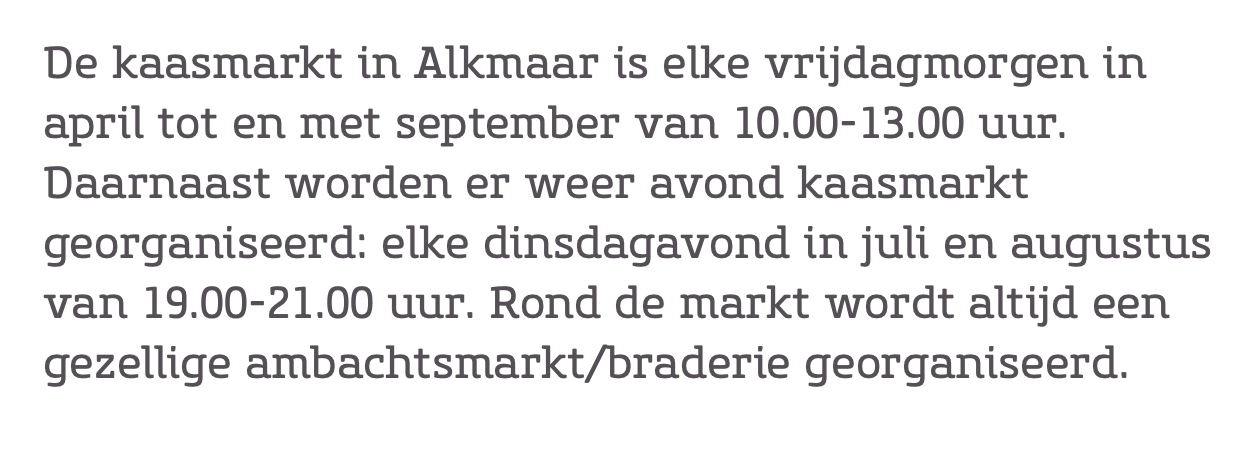 De kaasmarkt in Alkmaar is elke vrijdagmorgen in
april tot en met september van 10.00-13.00 uur.
Daarnaast worden er weer avond kaasmarkt
georganiseerd: elke dinsdagavond in juli en augustus
van 19.00-21.00 uur. Rond de markt wordt altijd een
gezellige ambachtsmarkt/braderie georganiseerd.